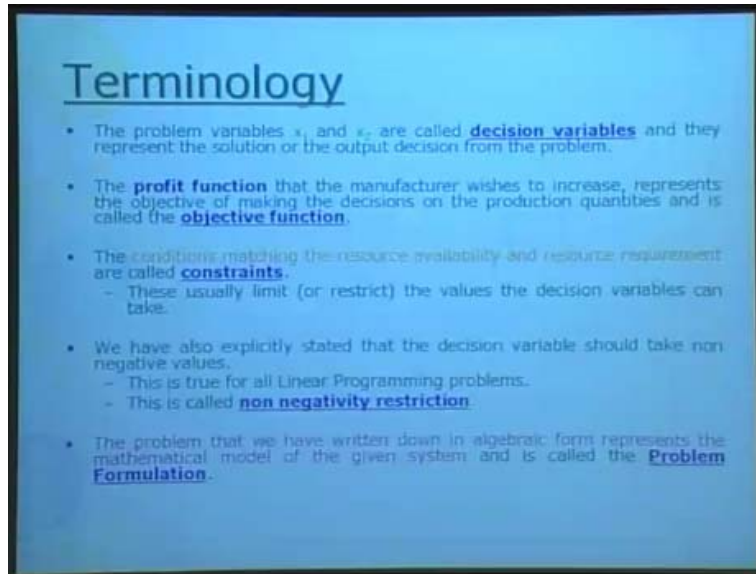 Terminology
• The problem variables x₁ and x₂ are called decision variables and they
represent the solution or the output decision from the problem.
• The profit function that the manufacturer wishes to increase, represents
the objective of making the decisions on the production quantities and is
called the objective function.
• The conditions matching the resource availability and resource requirement
are called constraints.
– These usually limit (or restrict) the values the decision variables can
take.
• We have also explicitly stated that the decision variable should take non
negative values.
– This is true for all Linear Programming problems.
– This is called non negativity restriction
• The problem that we have written down in algebraic form represents the
mathematical model of the given system and is called the Problem
Formulation.